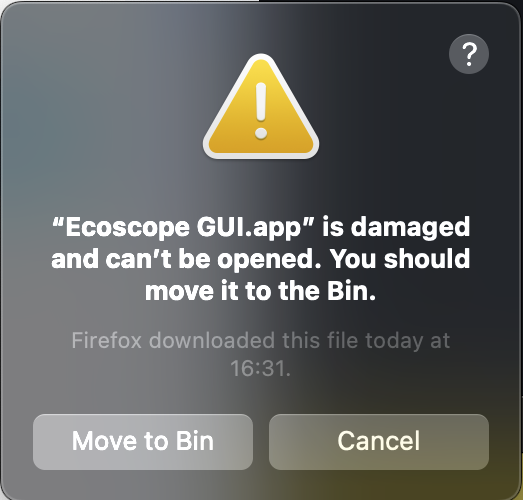 ?
“Ecoscope GUI.app” is damaged
and can’t be opened. You should
move it to the Bin.
Firefox downloaded this file today at
16:31.
Move to Bin
Cancel